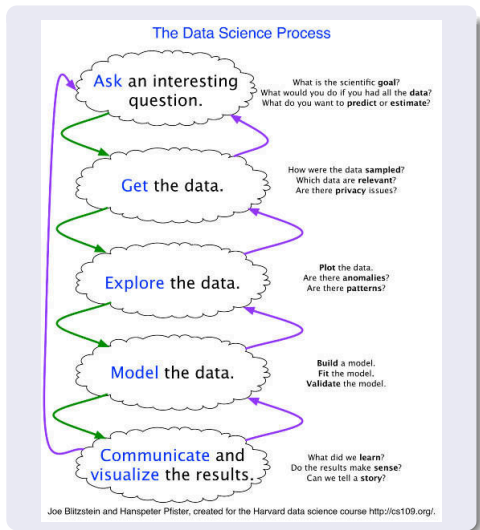 The Data Science Process
Ask an interesting
question.
What is the scientific goal?
What would you do if you had all the data?
What do you want to predict or estimate?
Get the data.
How were the data sampled?
Which data are relevant?
Are there privacy issues?
Explore the data.
Plot the data.
Are there anomalies?
Are there patterns?
Model the data.
Build a model.
Fit the model.
Validate the model.
Communicate and
visualize the results.
What did we learn?
Do the results make sense?
Can we tell a story?
Joe Blitzstein and Hanspeter Pfister, created for the Harvard data science course http://cs109.org/.